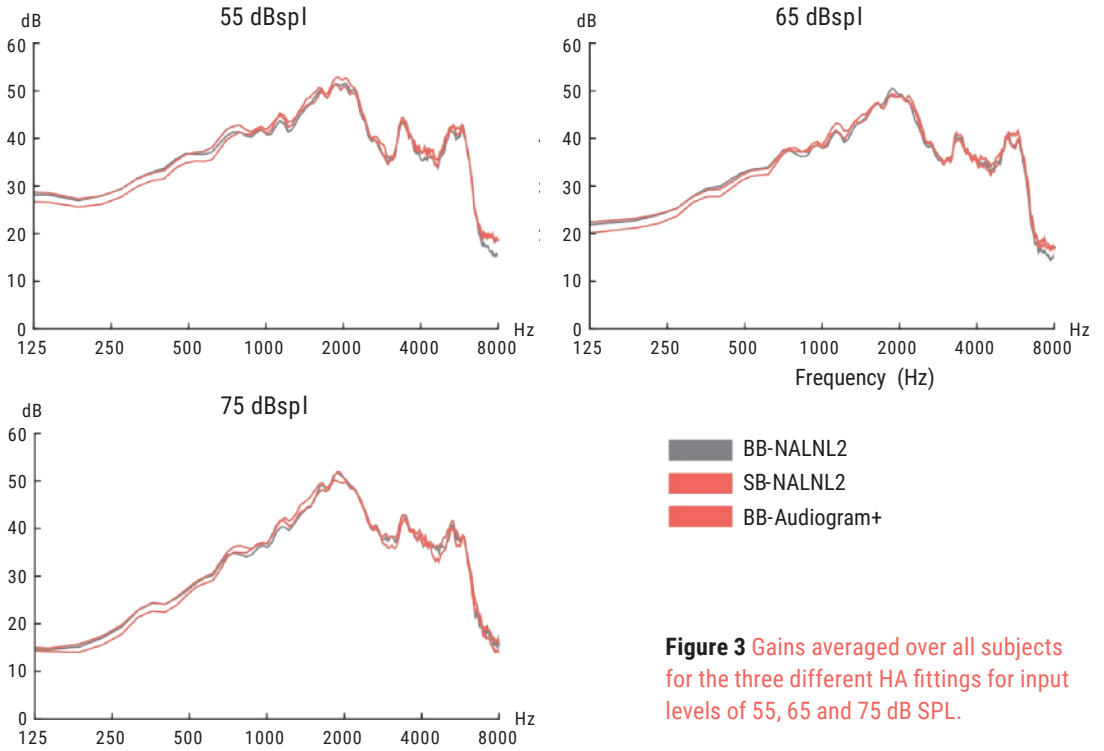 55 dBspl
dB
60
50
40
30
20
10
0
125 250 500 1000 2000 4000 8000
Hz
65 dBspl
dB
60
50
40
30
20
10
0
125 250 500 1000 2000 4000 8000
Hz
Frequency (Hz)
75 dBspl
dB
60
50
40
30
20
10
0
125 250 500 1000 2000 4000 8000
Hz
BB-NALNL2
SB-NALNL2
BB-Audiogram+
Figure 3 Gains averaged over all subjects
for the three different HA fittings for input
levels of 55, 65 and 75 dB SPL.